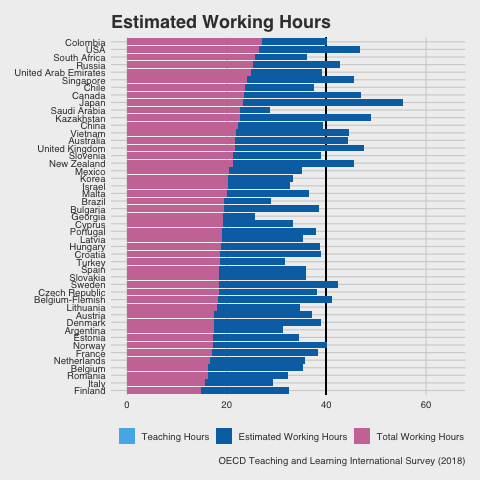 Estimated Working Hours
Colombia
USA
South Africa
Russia
United Arab Emirates
Singapore
Chile
Canada
Japan
Saudi Arabia
Kazakhstan
China
Vietnam
Australia
United Kingdom
Slovenia
New Zealand
Mexico
Korea
Israel
Malta
Brazil
Bulgaria
Georgia
Cyprus
Portugal
Latvia
Hungary
Croatia
Turkey
Spain
Slovakia
Sweden
Czech Republic
Belgium-Flemish
Lithuania
Austria
Denmark
Argentina
Estonia
Norway
France
Netherlands
Belgium
Romania
Italy
Finland
0 20 40 60
Teaching Hours Estimated Working Hours Total Working Hours
OECD Teaching and Learning International Survey (2018)